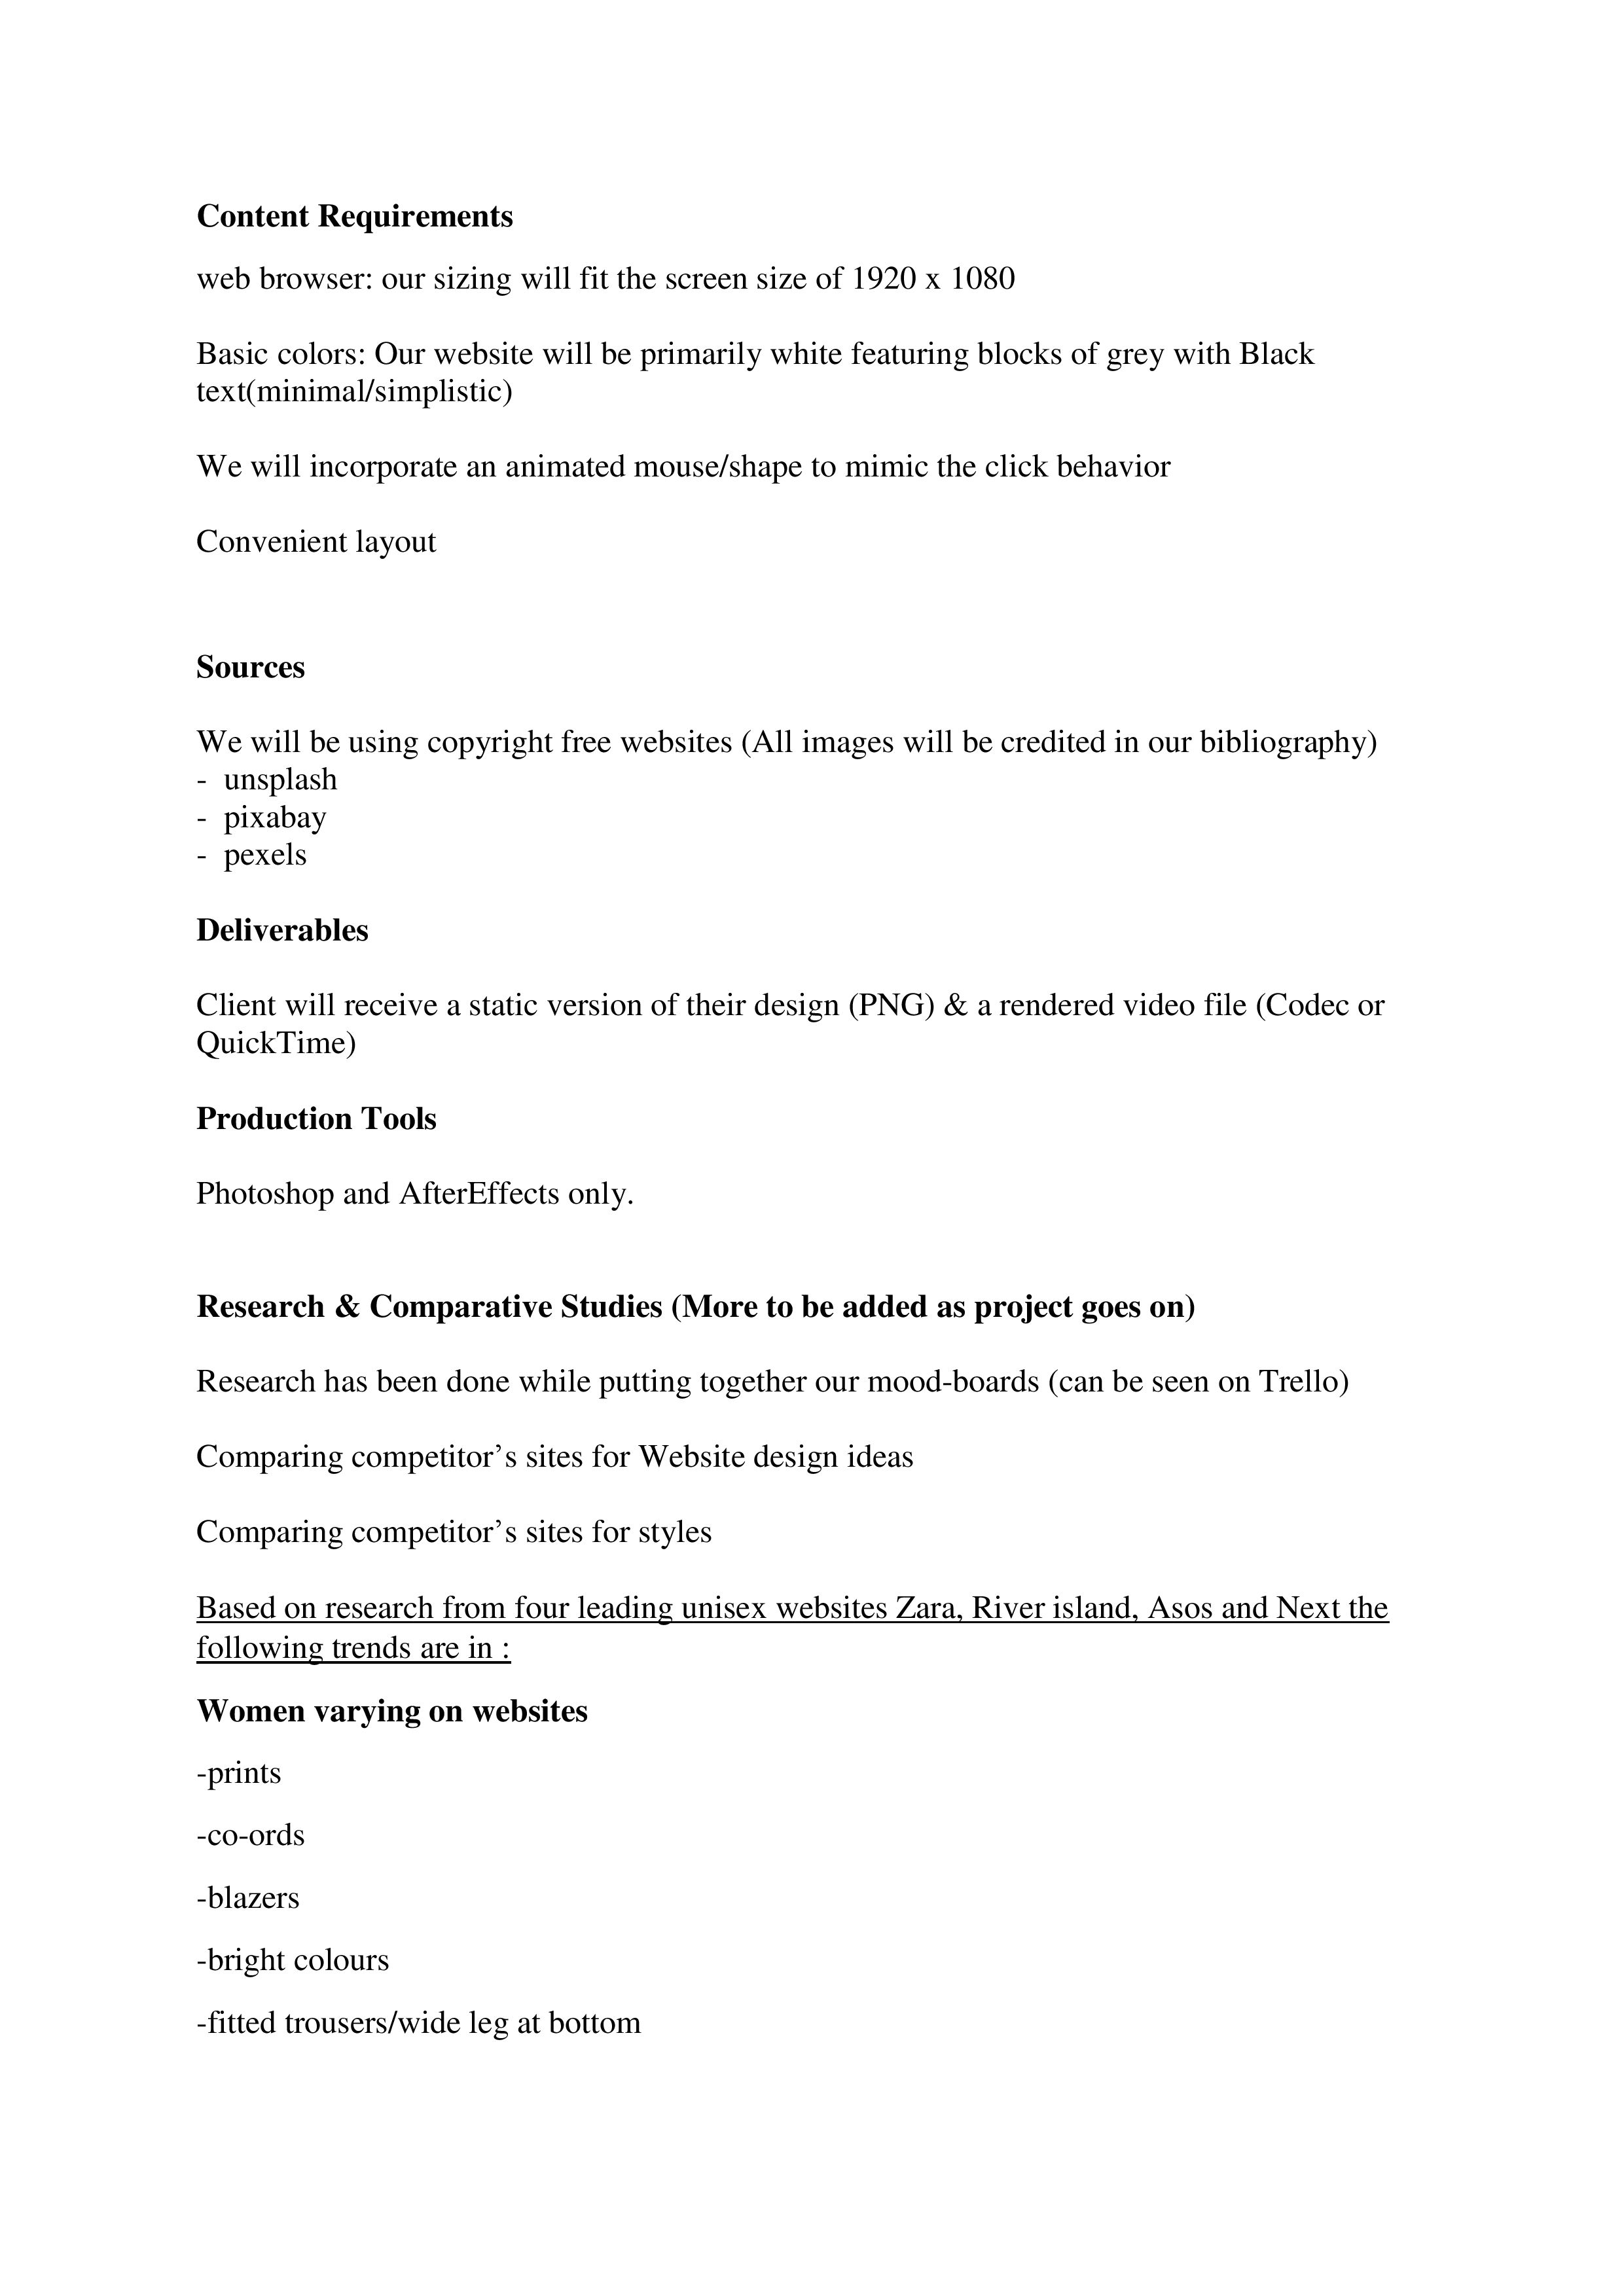 Content Requirements
web browser: our sizing will fit the screen size of 1920 x 1080
Basic colors: Our website will be primarily white featuring blocks of grey with Black
text(minimal/simplistic)
We will incorporate an animated mouse/shape to mimic the click behavior
Convenient layout
Sources
We will be using copyright free websites (All images will be credited in our bibliography)
- unsplash
- pixabay
- pexels
Deliverables
Client will receive a static version of their design (PNG) & a rendered video file (Codec or
QuickTime)
Production Tools
Photoshop and AfterEffects only.
Research & Comparative Studies (More to be added as project goes on)
Research has been done while putting together our mood-boards (can be seen on Trello)
Comparing competitor’s sites for Website design ideas
Comparing competitor’s sites for styles
Based on research from four leading unisex websites Zara, River island, Asos and Next the
following trends are in :
Women varying on websites
-prints
-co-ords
-blazers
-bright colours
-fitted trousers/wide leg at bottom